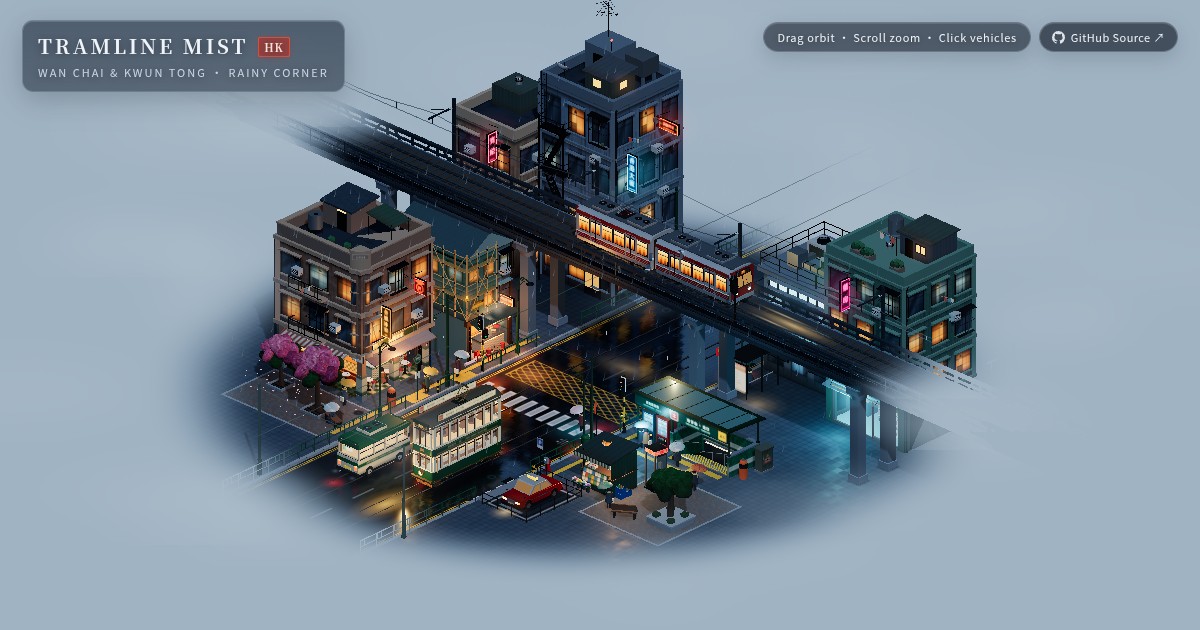 TRAMLINE MIST HK
WAN CHAI & KWUN TONG • RAINY CORNER
Drag orbit • Scroll zoom • Click vehicles
GitHub Source ↗